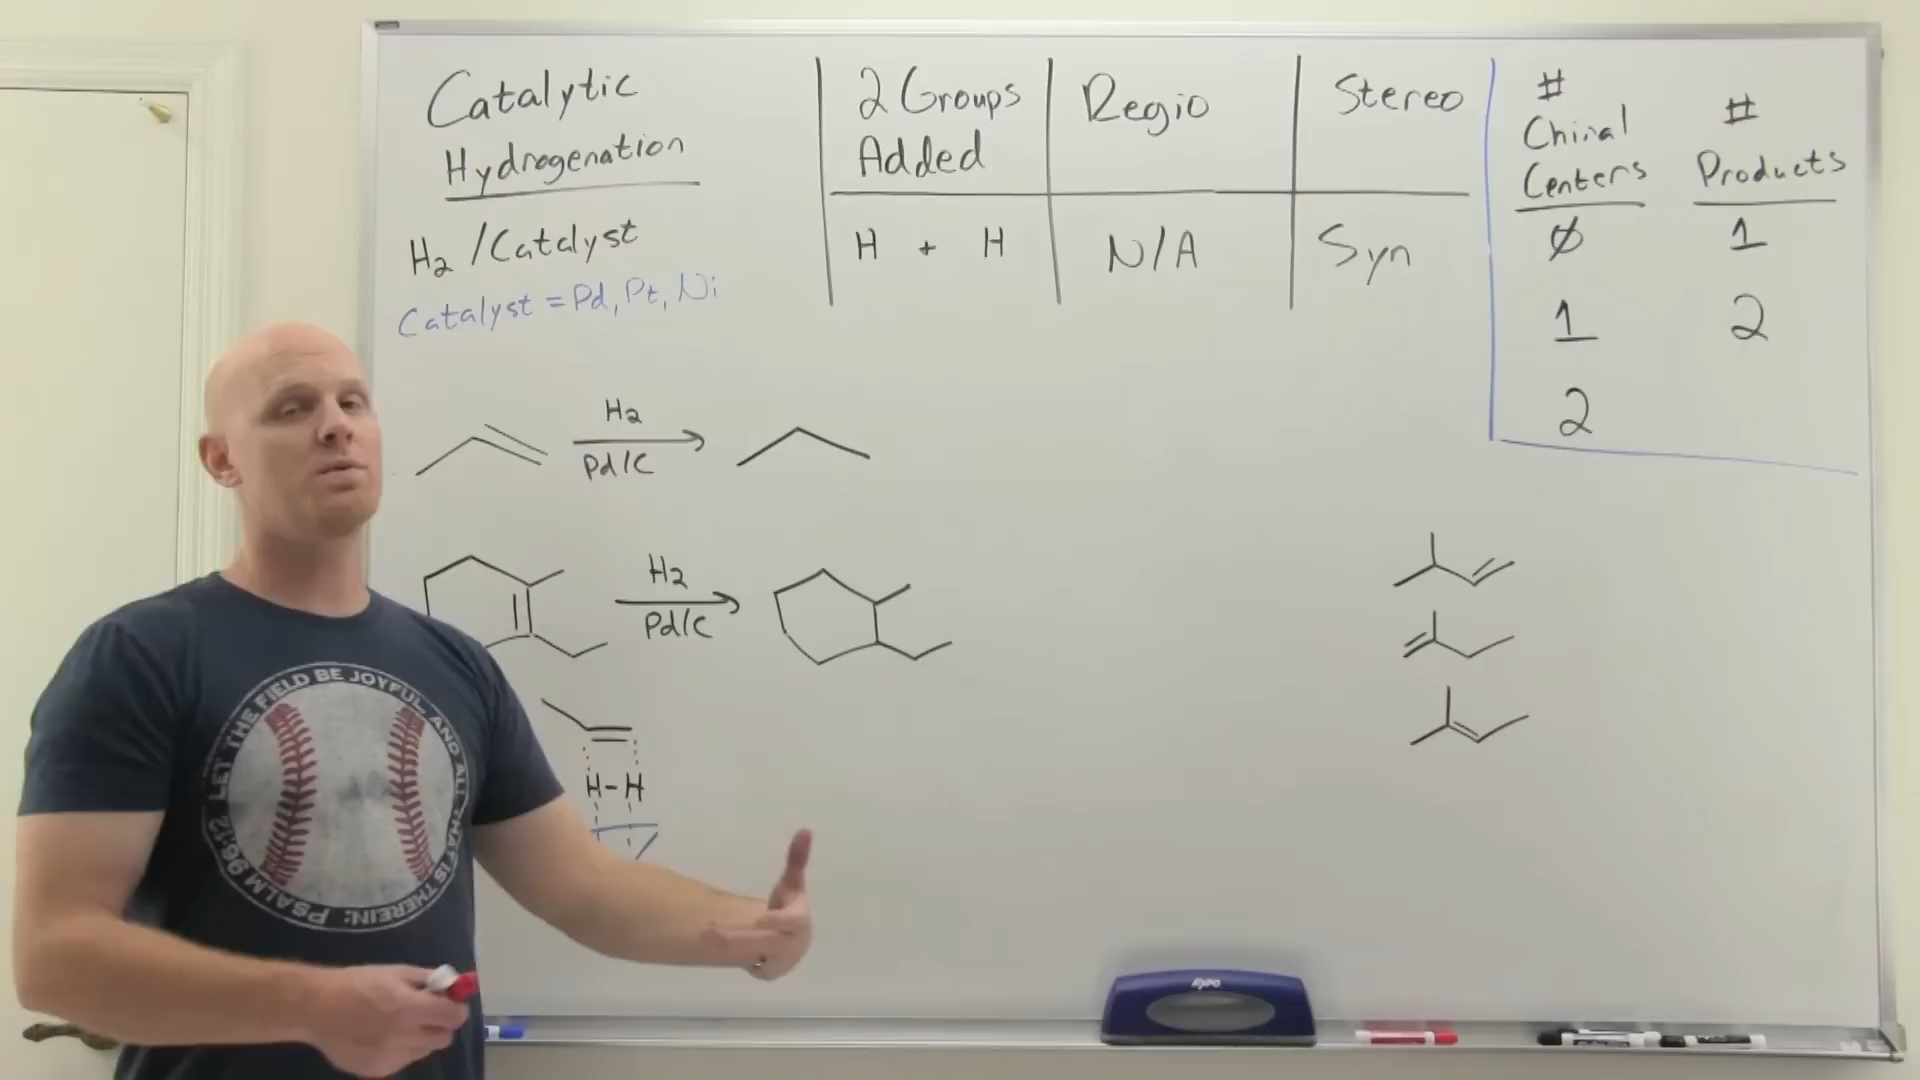 Catalytic
Hydrogenation
H₂ /Catalyst
Catalyst = Pd, Pt, Ni
2 Groups
Added
H + H
Regio
N/A
Stereo
Syn
#
Chiral
Centers
#
Products
0 1
1 2
2
H₂
Pd/C
H₂
Pd/C
H-H
LET THE FIELD BE JOYFUL, AND ALL THAT IS THEREIN: PSALM 96:12
EXPO